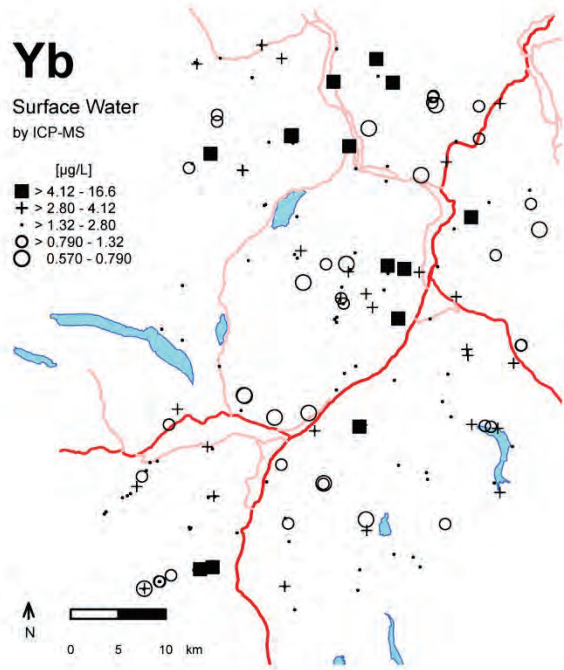 Yb
Surface Water
by ICP-MS
[µg/L]
> 4.12 - 16.6
> 2.80 - 4.12
> 1.32 - 2.80
> 0.790 - 1.32
0.570 - 0.790
N
0 5 10 km